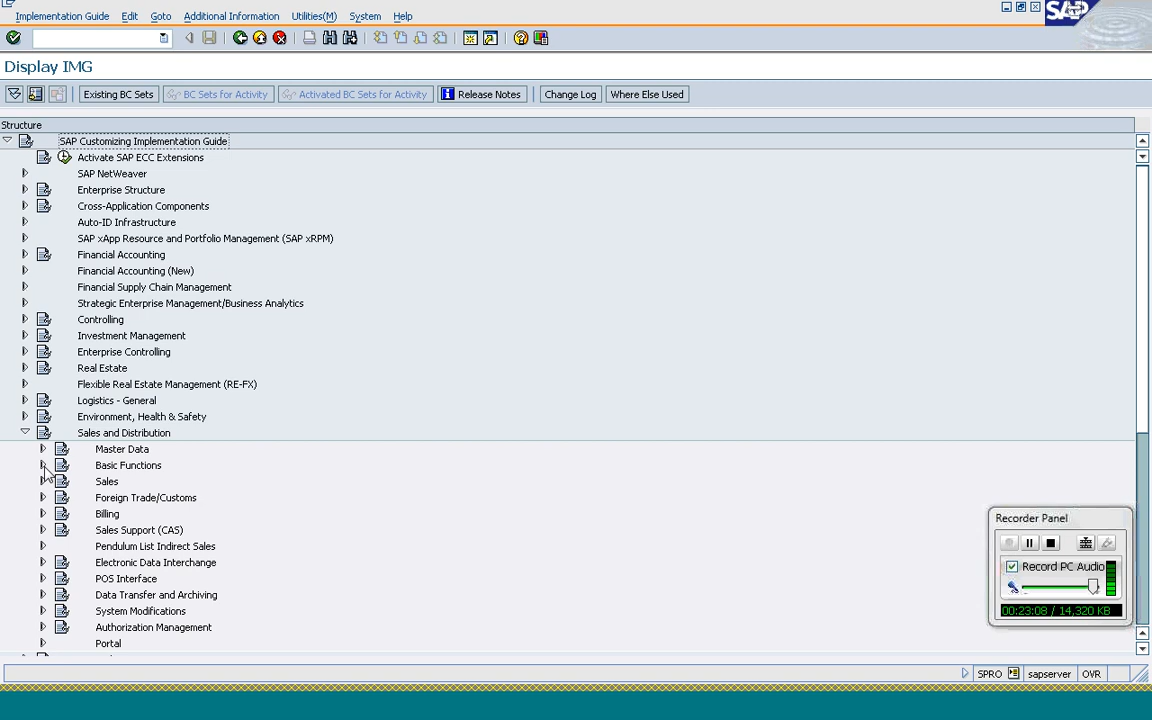 Implementation Guide Edit Goto Additional Information Utilities(M) System Help
SAP
Display IMG
Existing BC Sets BC Sets for Activity Activated BC Sets for Activity Release Notes Change Log Where Else Used
Structure
SAP Customizing Implementation Guide
Activate SAP ECC Extensions
SAP NetWeaver
Enterprise Structure
Cross-Application Components
Auto-ID Infrastructure
SAP xApp Resource and Portfolio Management (SAP xRPM)
Financial Accounting
Financial Accounting (New)
Financial Supply Chain Management
Strategic Enterprise Management/Business Analytics
Controlling
Investment Management
Enterprise Controlling
Real Estate
Flexible Real Estate Management (RE-FX)
Logistics - General
Environment, Health & Safety
Sales and Distribution
Master Data
Basic Functions
Sales
Foreign Trade/Customs
Billing
Sales Support (CAS)
Pendulum List Indirect Sales
Electronic Data Interchange
POS Interface
Data Transfer and Archiving
System Modifications
Authorization Management
Portal
Recorder Panel
Record PC Audio
00:23:08 / 14,320 KB
SPRO sapserver OVR